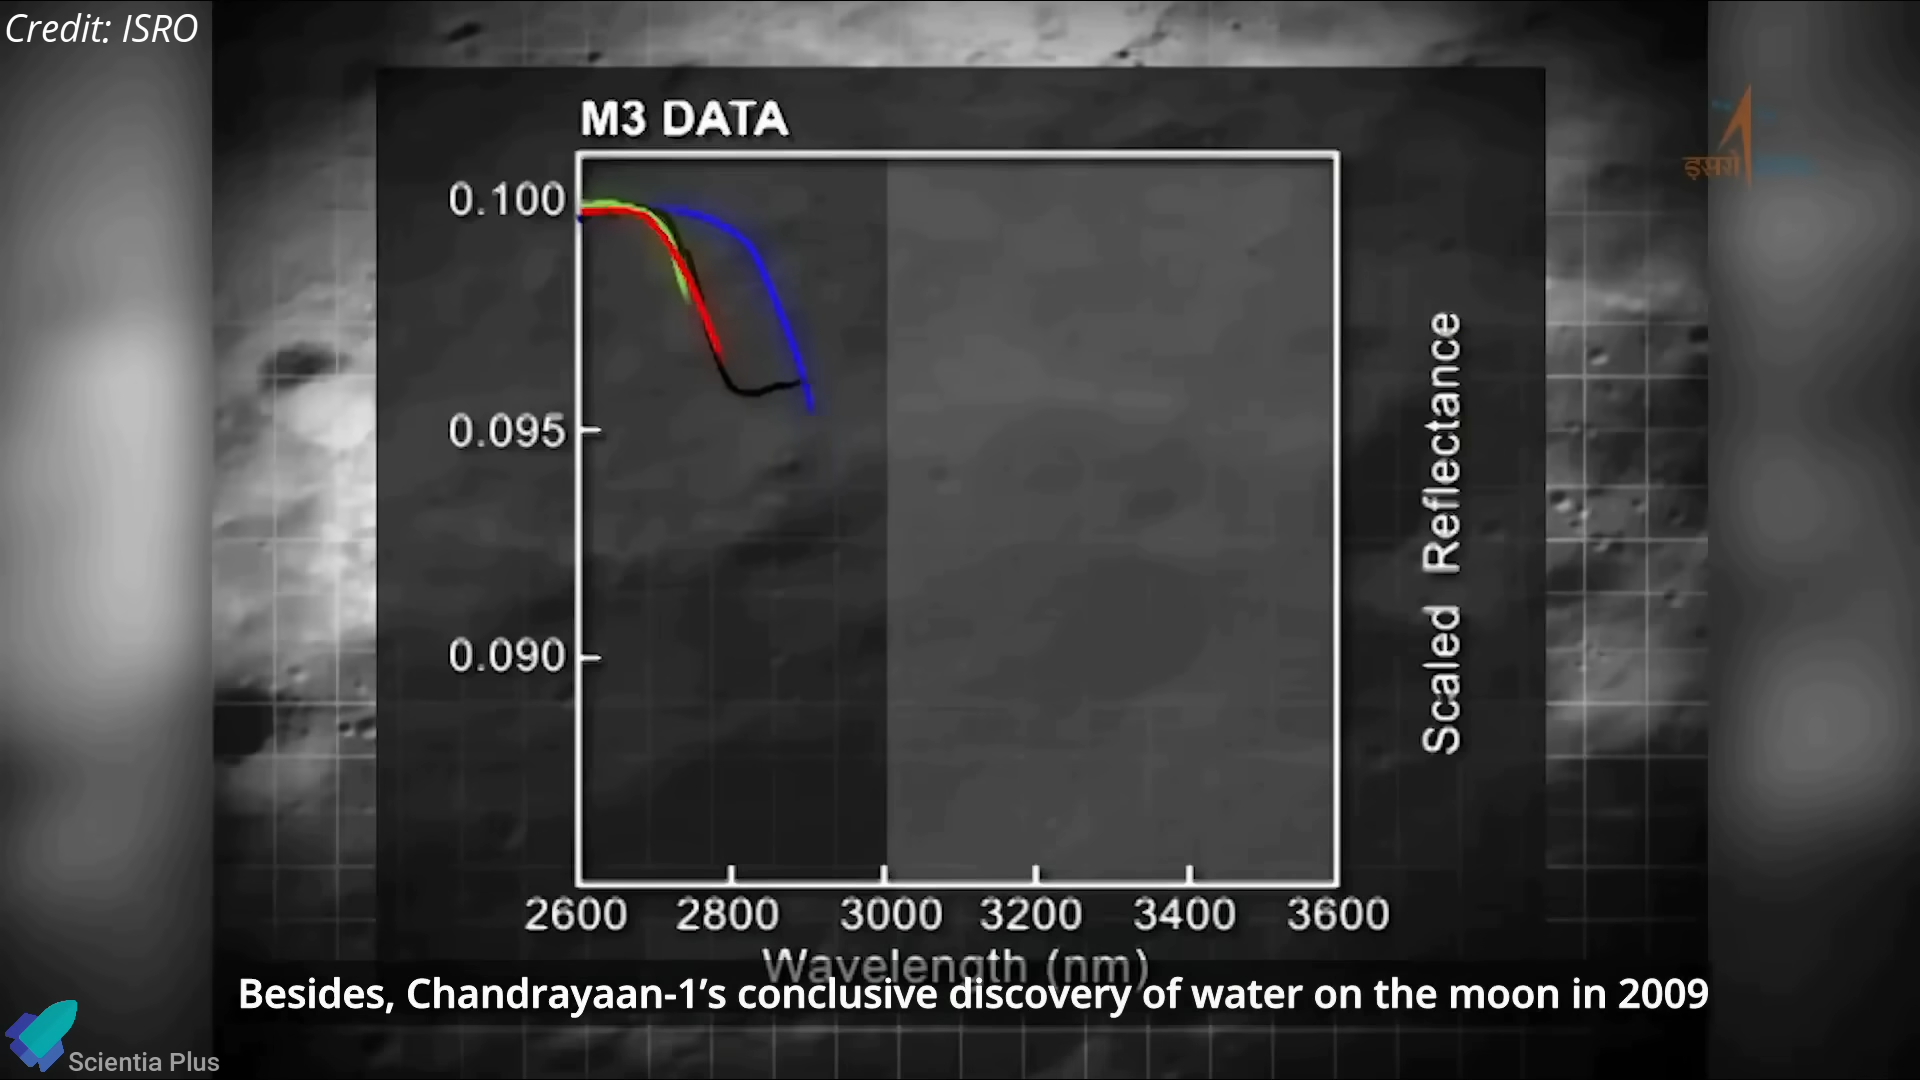 Credit: ISRO
M3 DATA
इसरो
0.100
0.095
0.090
Scaled Reflectance
2600 2800 3000 3200 3400 3600
Wavelength (nm)
Besides, Chandrayaan-1’s conclusive discovery of water on the moon in 2009
Scientia Plus